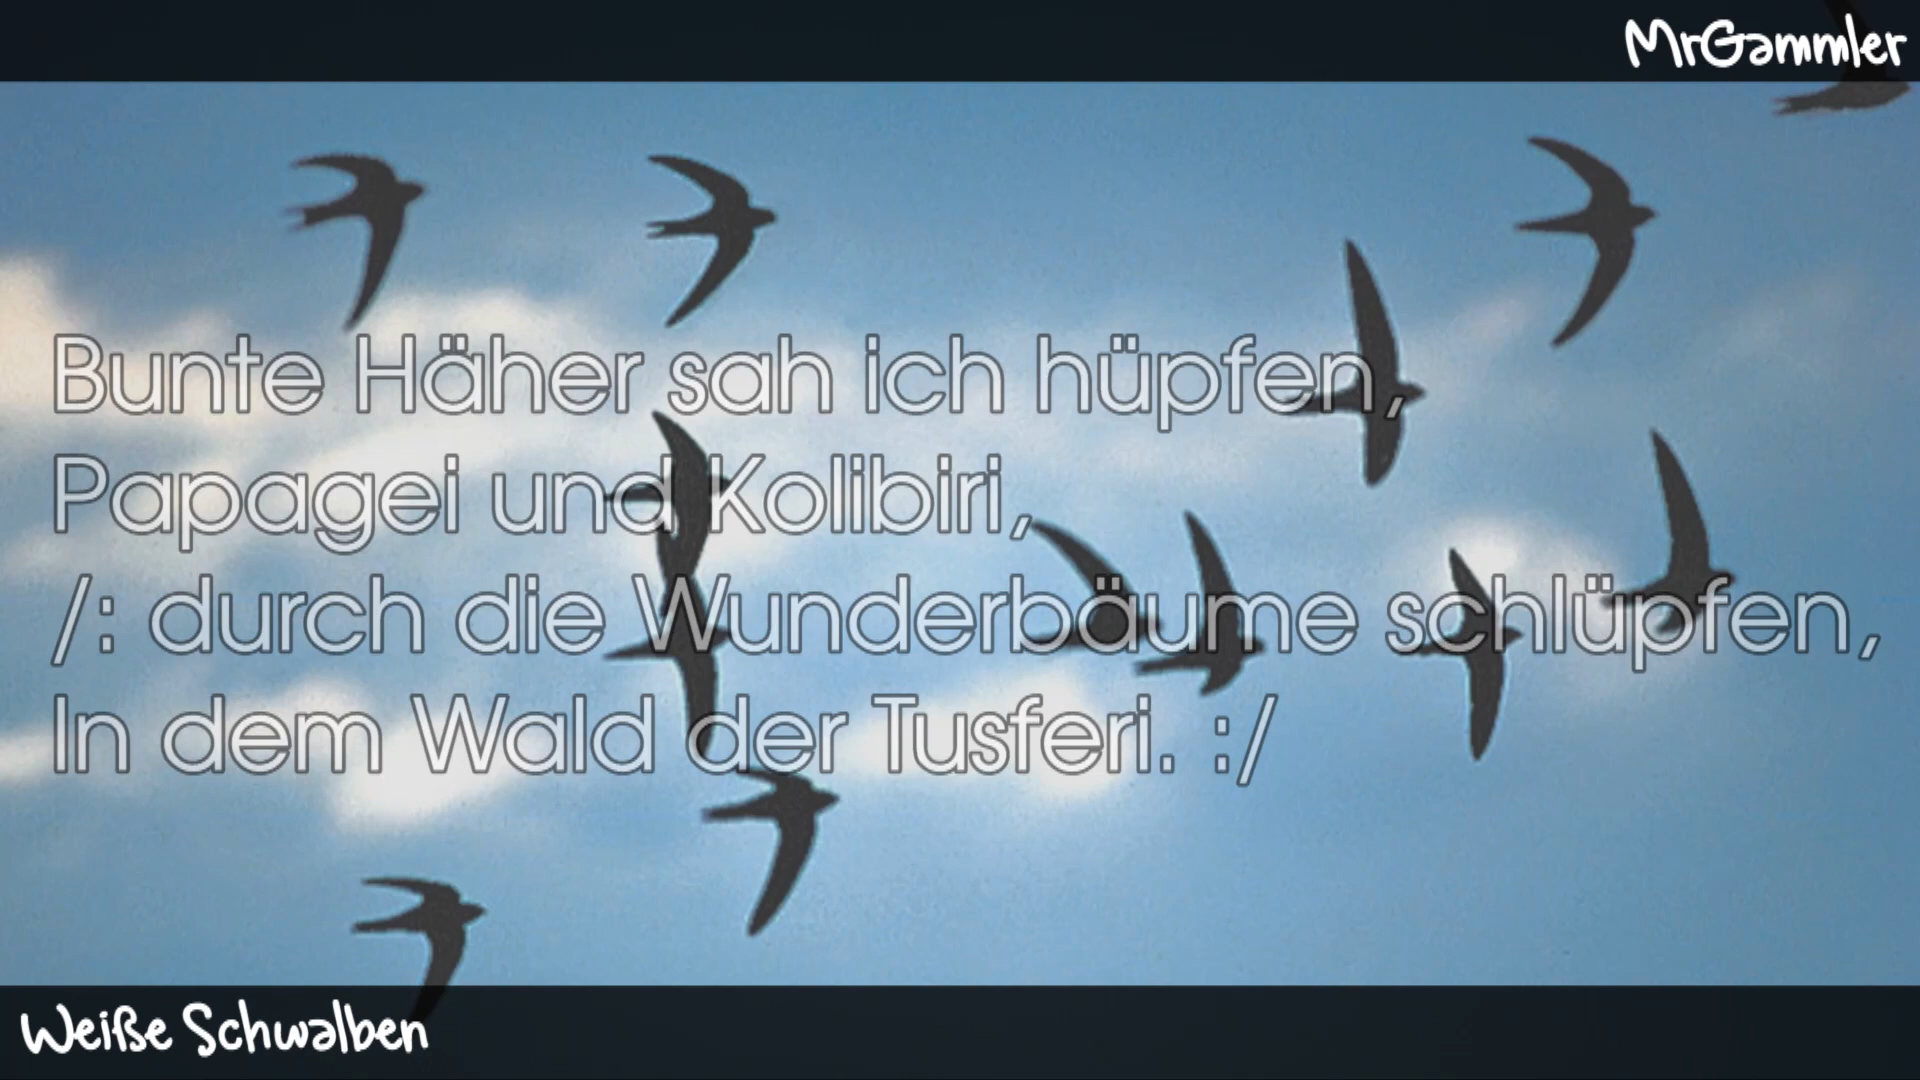 MrGammler
Bunte Häher sah ich hüpfen,
Papagei und Kolibiri,
/: durch die Wunderbäume schlüpfen,
In dem Wald der Tusferi. :/
Weiße Schwalben